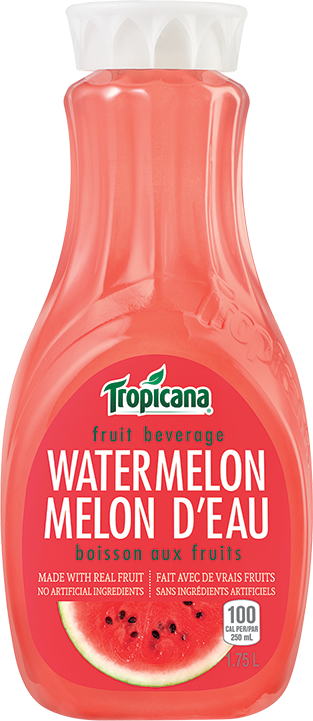 Tropicana
Tropicana
fruit beverage
WATERMELON
MELON D'EAU
boisson aux fruits
MADE WITH REAL FRUIT
NO ARTIFICIAL INGREDIENTS
FAIT AVEC DE VRAIS FRUITS
SANS INGRÉDIENTS ARTIFICIELS
100
CAL PER/PAR
250 mL
1.75 L